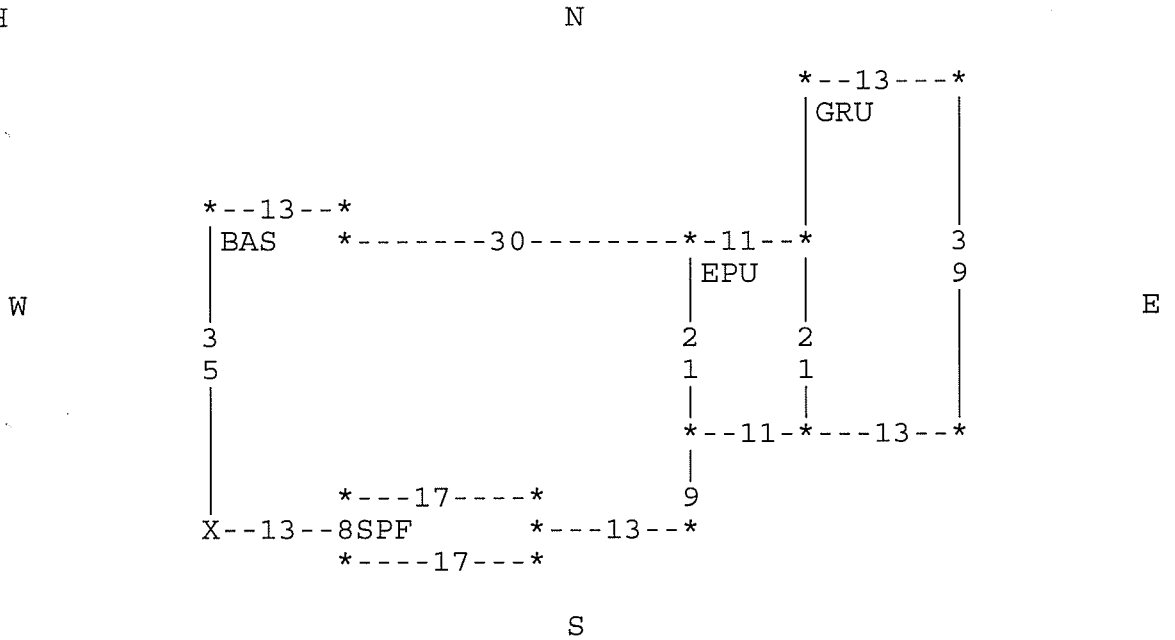 H N
*--13---*
GRU
*--13--*
BAS *-------30--------*-11--* 3
EPU 9
W E
3 2 2
5 1 1
*--11-*---13--*
*---17----* 9
X--13--8SPF *---13--*
*----17---*
S